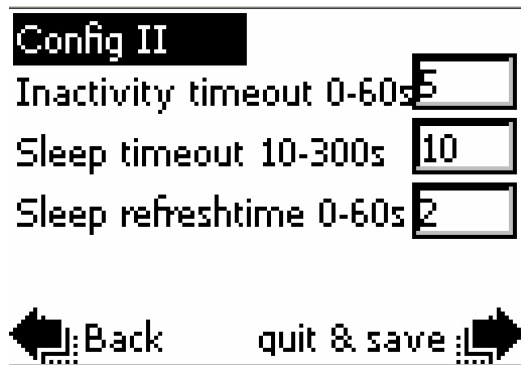 Config II
Inactivity timeout 0-60s 5
Sleep timeout 10-300s 10
Sleep refreshtime 0-60s 2
Back quit & save